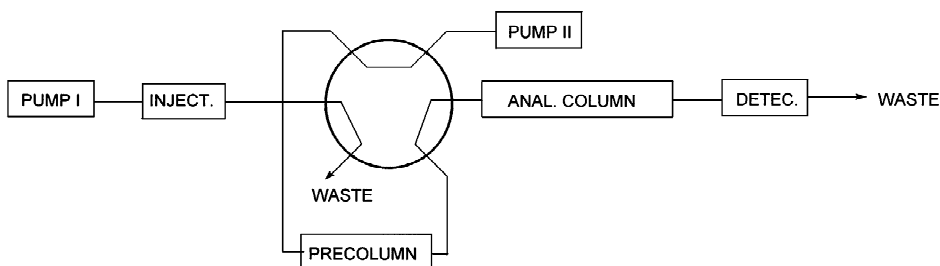 PUMP II
PUMP I
INJECT.
ANAL. COLUMN
DETEC.
WASTE
WASTE
PRECOLUMN